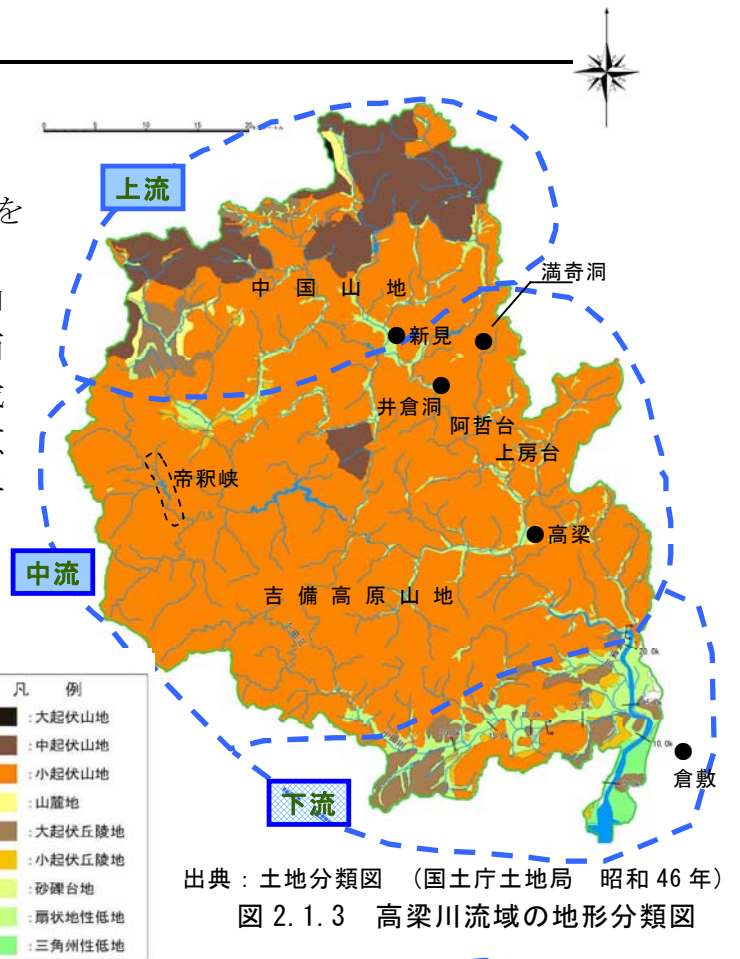 上流
を
満奇洞
中国山地
新見
井倉洞
阿哲台
上房台
帝釈峡
高梁
中流
吉備高原山地
20.0k
10.0k
倉敷
下流
凡 例
:大起伏山地
:中起伏山地
:小起伏山地
:山麓地
:大起伏丘陵地
:小起伏丘陵地
:砂礫台地
:扇状地性低地
:三角州性低地
出典：土地分類図 （国土庁土地局 昭和 46 年）
図 2.1.3 高梁川流域の地形分類図